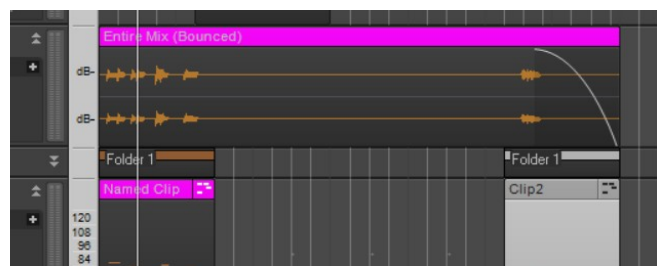 Entire Mix (Bounced)
dB-
dB-
Folder 1
Folder 1
Named Clip
Clip2
120
108
96
84